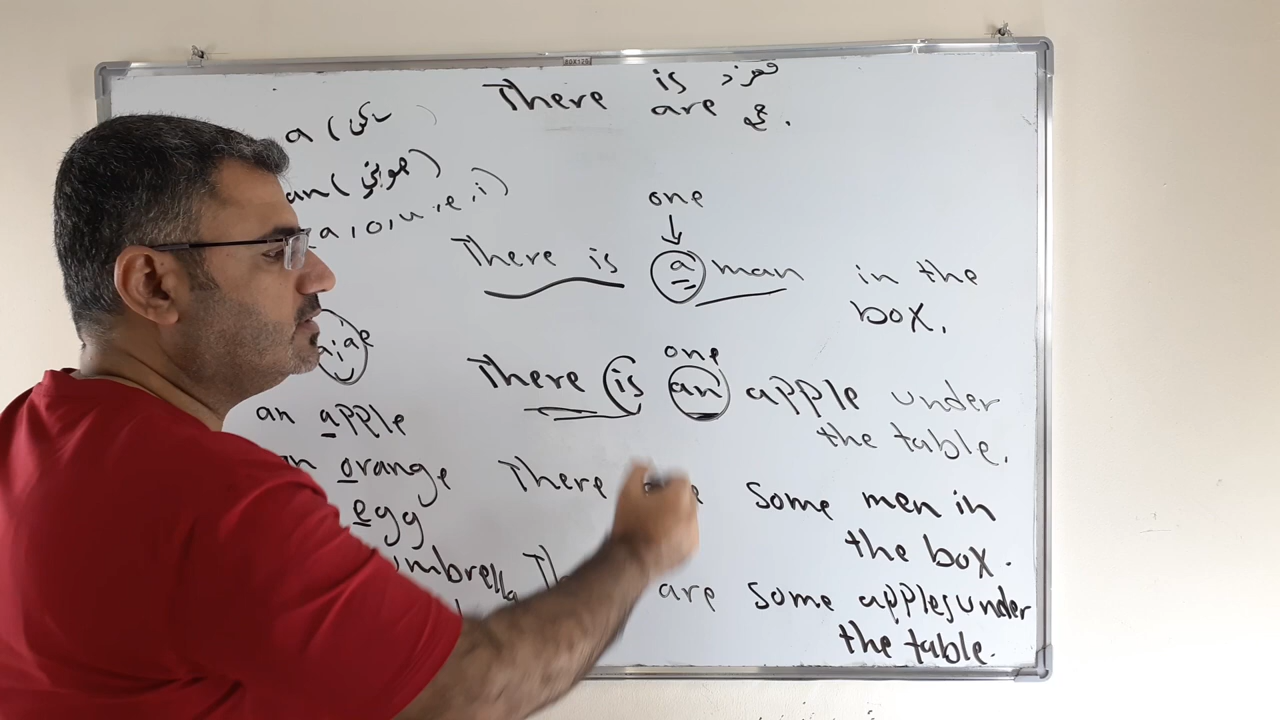 There is مفرد
are جمع.
a (ساكن)
an (صوتي)
(a, o, u, e, i)
one
There is a man in the
box.
one
There is an apple under
the table.
an apple
an orange
egg
umbrella
There are some men in
the box.
are some apples under
the table.